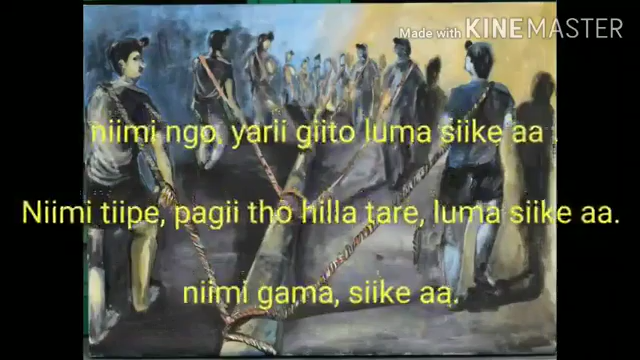 Made with KINEMASTER
niimi ngo, yarii giito luma siike aa
Niimi tiipe, pagii tho hilla tare, luma siike aa.
niimi gama, siike aa.